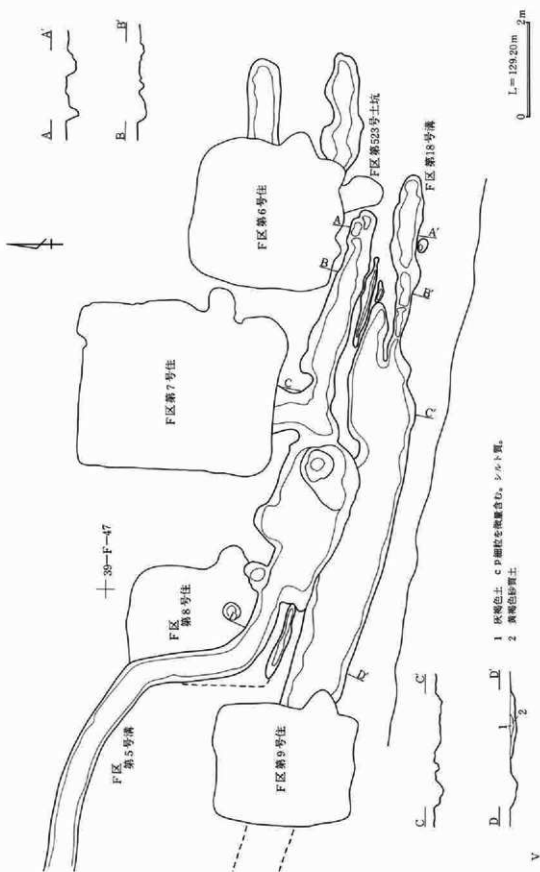 A A'
B B'
F区第6号住
F区第523号土坑
F区第18号溝
A
A'
B
B'
F区第7号住
C
C'
39-F-47
F区
第8号住
F区
第5号溝
F区第9号住
D'
C C'
D D'
1
2
1 灰褐色土 C P細粒を微量含む。シルト質。
2 黄褐色砂質土
L=129.20m
0 2m